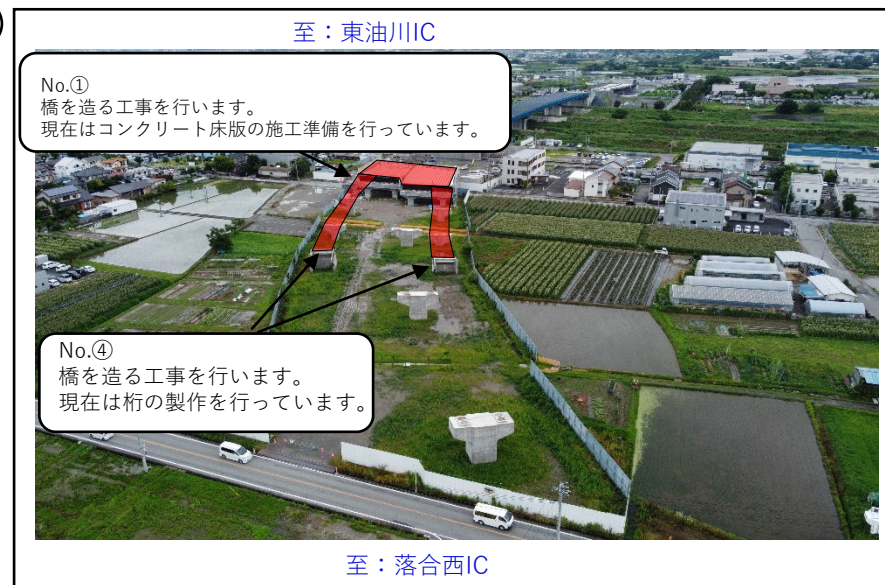 至：東油川IC
No.①
橋を造る工事を行います。
現在はコンクリート床版の施工準備を行っています。
No.④
橋を造る工事を行います。
現在は桁の製作を行っています。
至：落合西IC